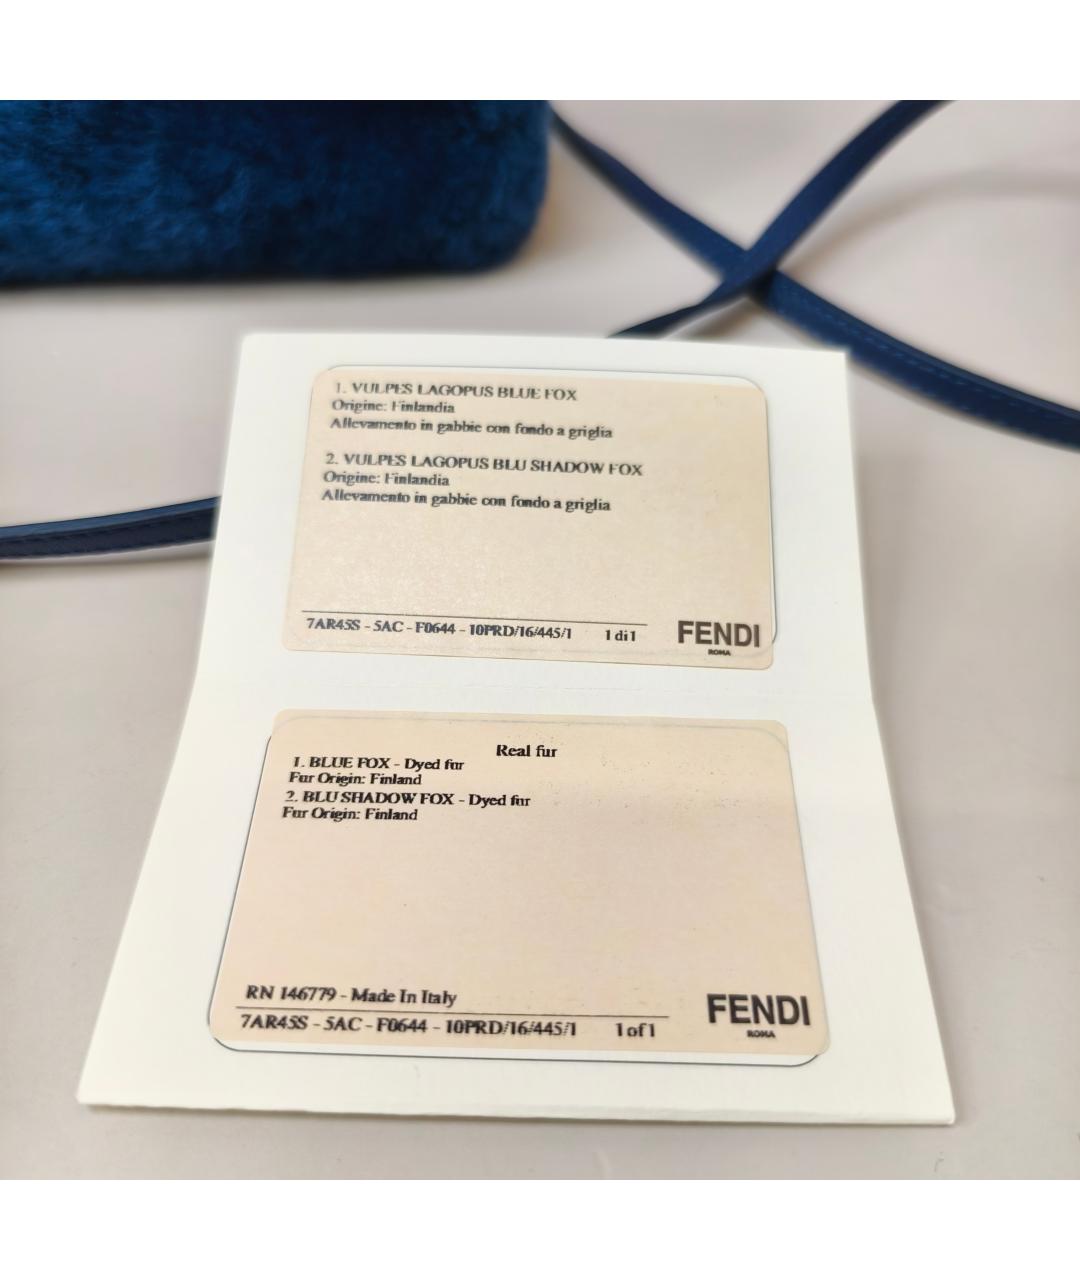 1. VULPES LAGOPUS BLUE FOX
Origine: Finlandia
Allevamento in gabbie con fondo a griglia
2. VULPES LAGOPUS BLU SHADOW FOX
Origine: Finlandia
Allevamento in gabbie con fondo a griglia
7AR45S - 5AC - F0644 - 10PRD/16/445/1 1 di 1
FENDI
ROMA
Real fur
1. BLUE FOX - Dyed fur
Fur Origin: Finland
2. BLU SHADOW FOX - Dyed fur
Fur Origin: Finland
RN 146779 - Made In Italy
7AR45S - 5AC - F0644 - 10PRD/16/445/1 1 of 1
FENDI
ROMA